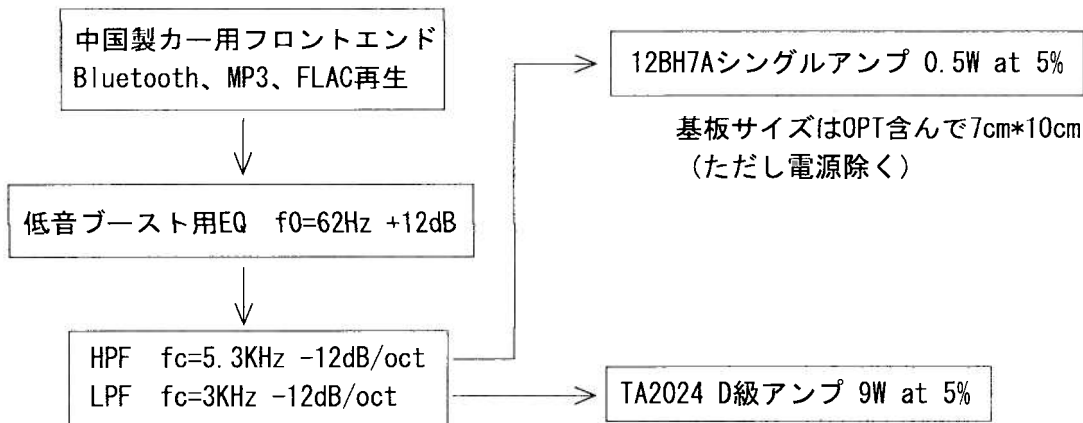 中国製カー用フロントエンド
Bluetooth、MP3、FLAC再生
12BH7Aシングルアンプ 0.5W at 5%
基板サイズはOPT含んで7cm*10cm
(ただし電源除く)
低音ブースト用EQ f0=62Hz +12dB
HPF fc=5.3KHz -12dB/oct
LPF fc=3KHz -12dB/oct
TA2024 D級アンプ 9W at 5%